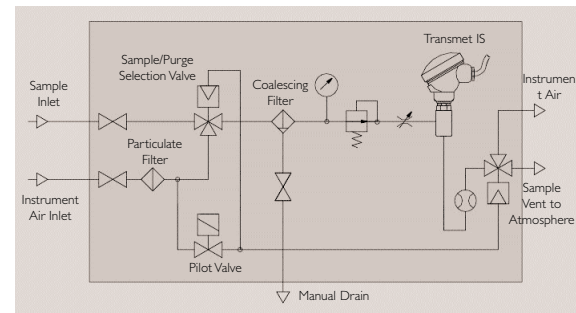 Transmet IS
Sample/Purge
Selection Valve
Sample
Inlet
Coalescing
Filter
Instrumen
t Air
Particulate
Filter
Instrument
Air Inlet
Sample
Vent to
Atmosphere
Pilot Valve
Manual Drain